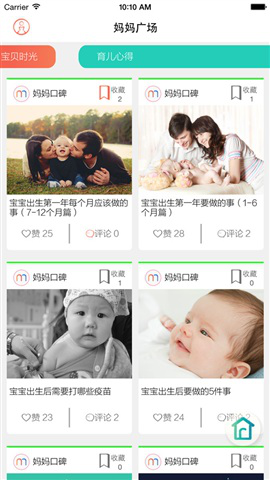 10:10 AM
妈妈广场
宝贝时光
育儿心得
妈妈口碑
收藏
2
妈妈口碑
收藏
0
宝宝出生第一年每个月应该做的
事（7-12个月篇）
赞 25
评论 0
宝宝出生第一年要做的事（1-6
个月篇）
赞 28
评论 2
妈妈口碑
收藏
1
妈妈口碑
收藏
0
宝宝出生后需要打哪些疫苗
赞 23
评论 2
宝宝出生后要做的5件事
赞 24
评论 2
妈妈口碑
收藏
0
妈妈口碑
收藏
0